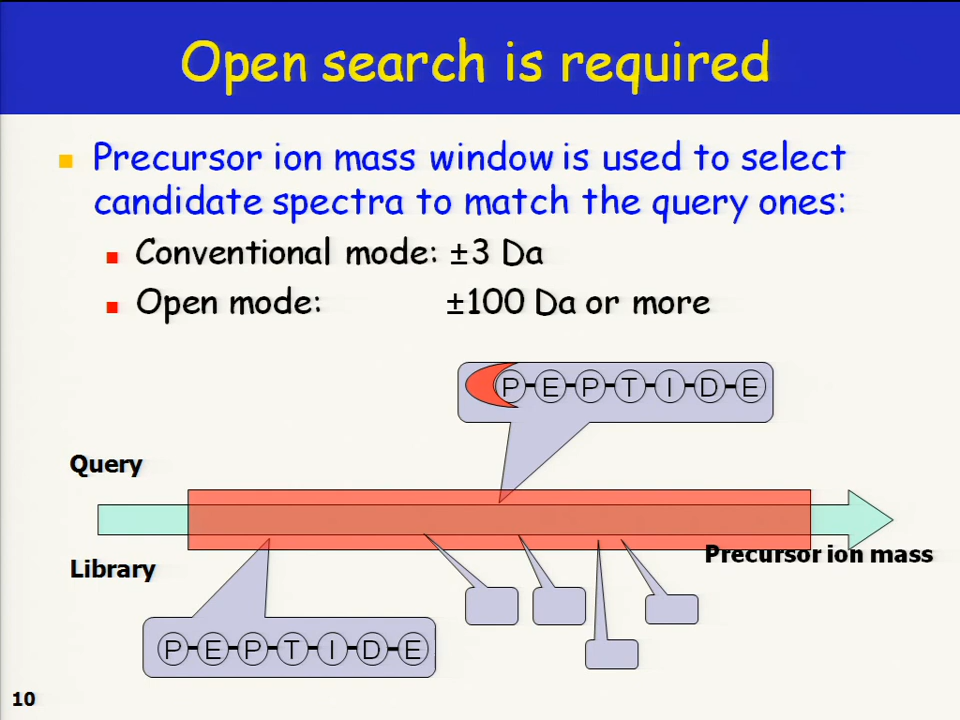 Open search is required
Precursor ion mass window is used to select
candidate spectra to match the query ones:
Conventional mode: ±3 Da
Open mode: ±100 Da or more
P E P T I D E
Query
Precursor ion mass
Library
P E P T I D E
10